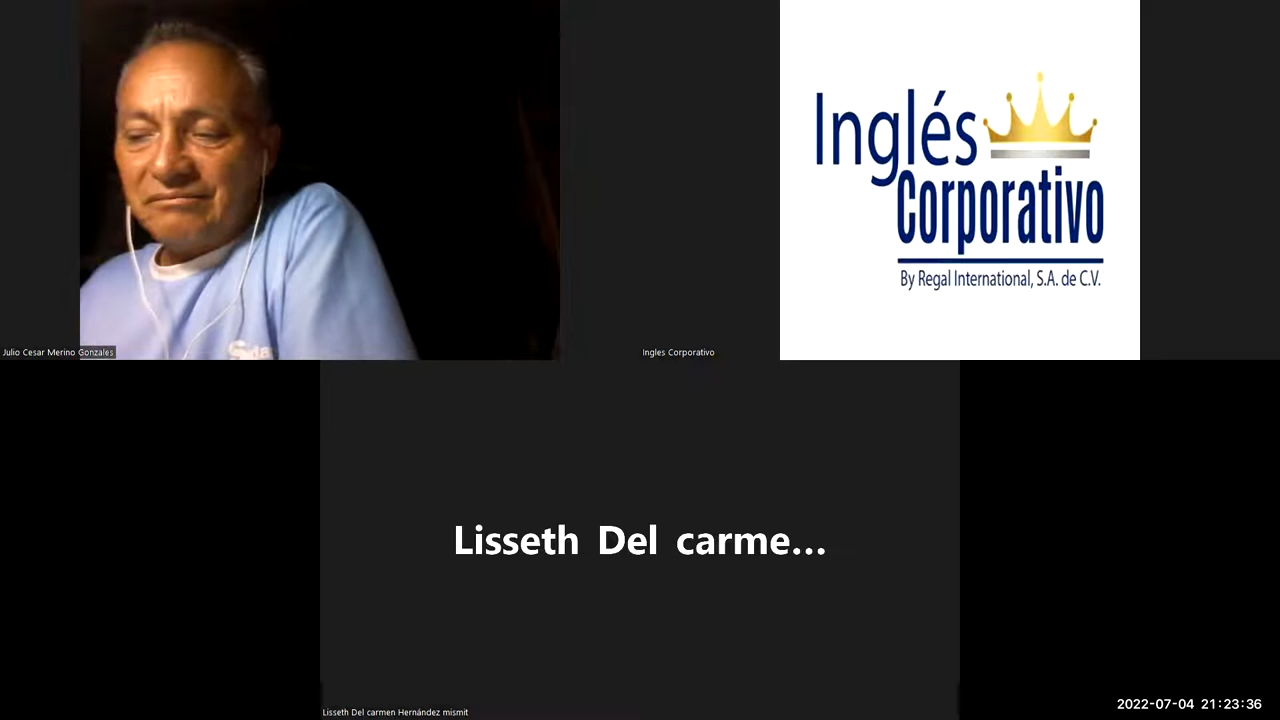 Inglés
Corporativo
By Regal International, S.A. de C.V.
Julio Cesar Merino Gonzales
Ingles Corporativo
Lisseth Del carme...
Lisseth Del carmen Hernández mismit
2022-07-04 21:23:36